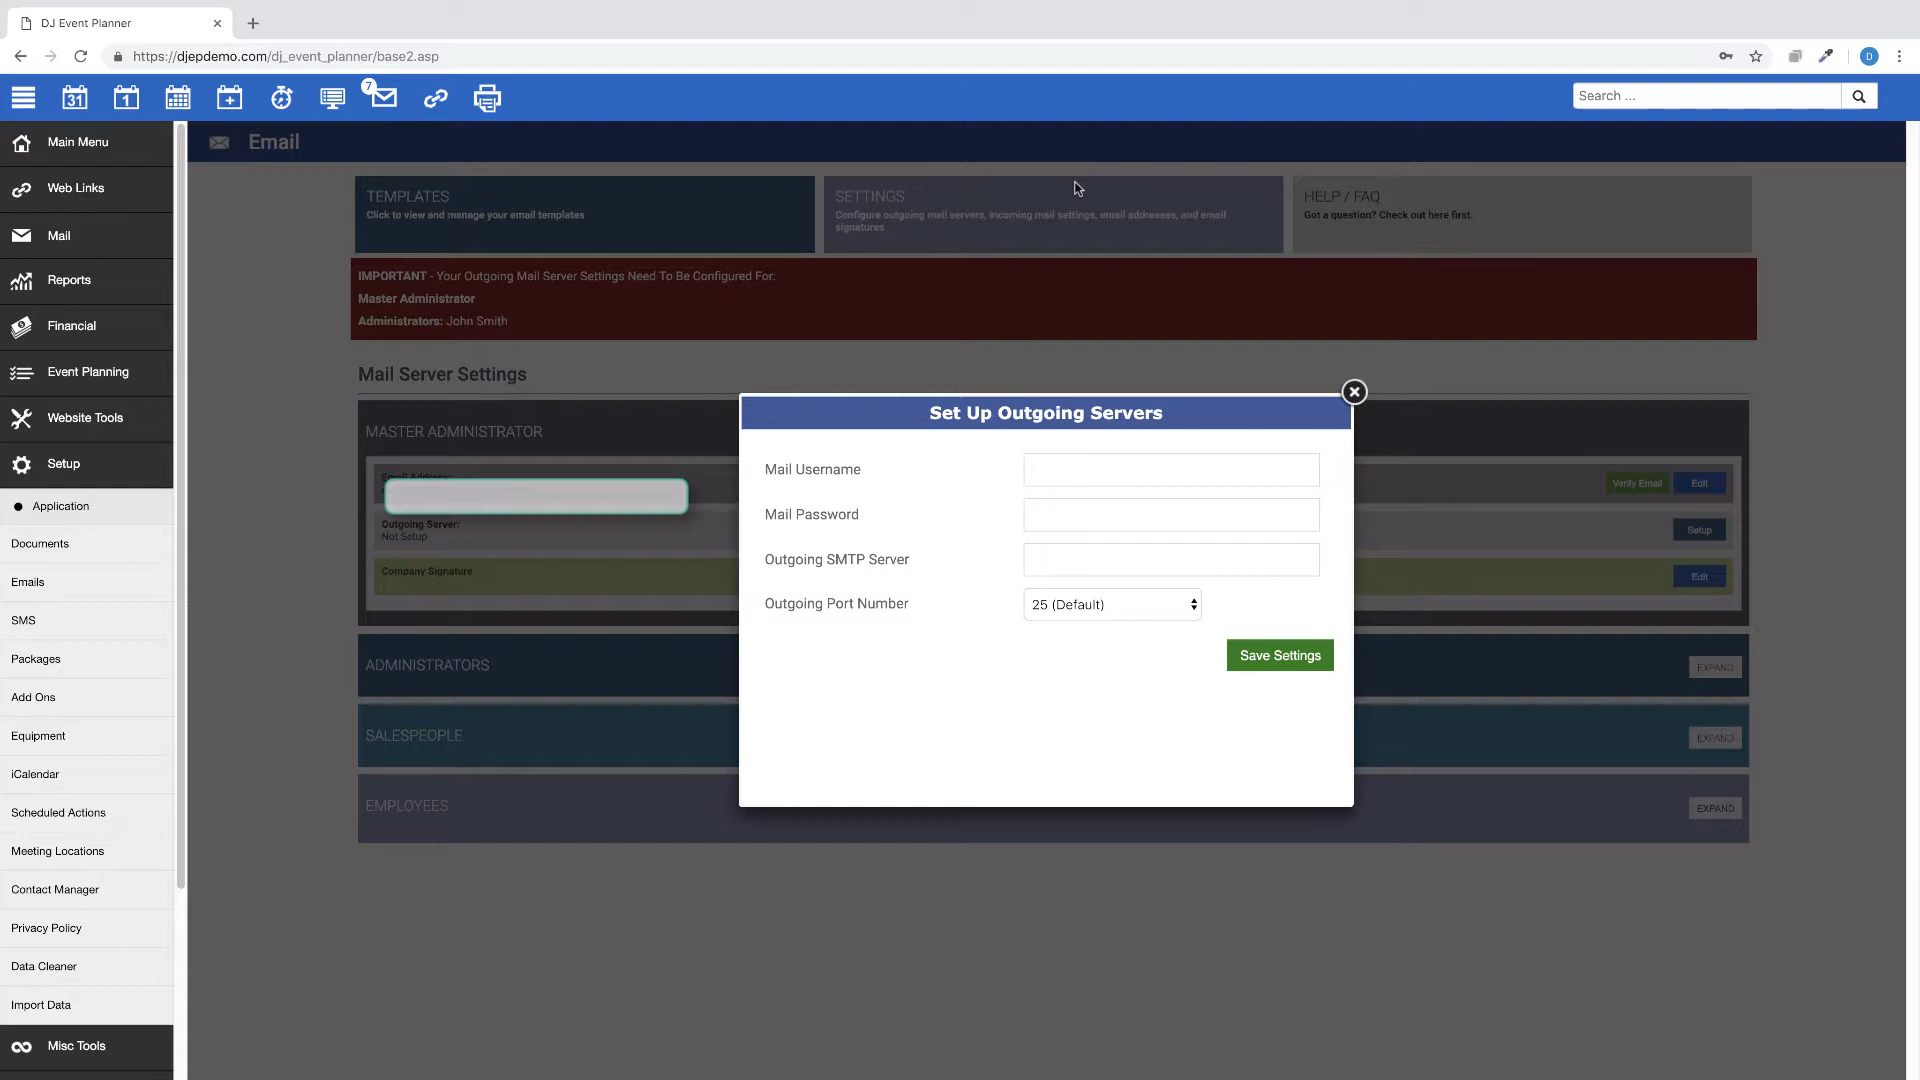 DJ Event Planner
https://djepdemo.com/dj_event_planner/base2.asp
D
31
1
7
Search ...
Main Menu
Web Links
Mail
Reports
Financial
Event Planning
Website Tools
Setup
Application
Documents
Emails
SMS
Packages
Add Ons
Equipment
iCalendar
Scheduled Actions
Meeting Locations
Contact Manager
Privacy Policy
Data Cleaner
Import Data
Misc Tools
Email
TEMPLATES
Click to view and manage your email templates
SETTINGS
Configure outgoing mail servers, incoming mail settings, email addresses, and email
signatures
HELP / FAQ
Got a question? Check out here first.
IMPORTANT - Your Outgoing Mail Server Settings Need To Be Configured For:
Master Administrator
Administrators: John Smith
Mail Server Settings
MASTER ADMINISTRATOR
Email Address:
Verify Email
Edit
Outgoing Server:
Not Setup
Setup
Company Signature
Edit
ADMINISTRATORS
EXPAND
SALESPEOPLE
EXPAND
EMPLOYEES
EXPAND
Set Up Outgoing Servers
Mail Username
Mail Password
Outgoing SMTP Server
Outgoing Port Number
25 (Default)
Save Settings